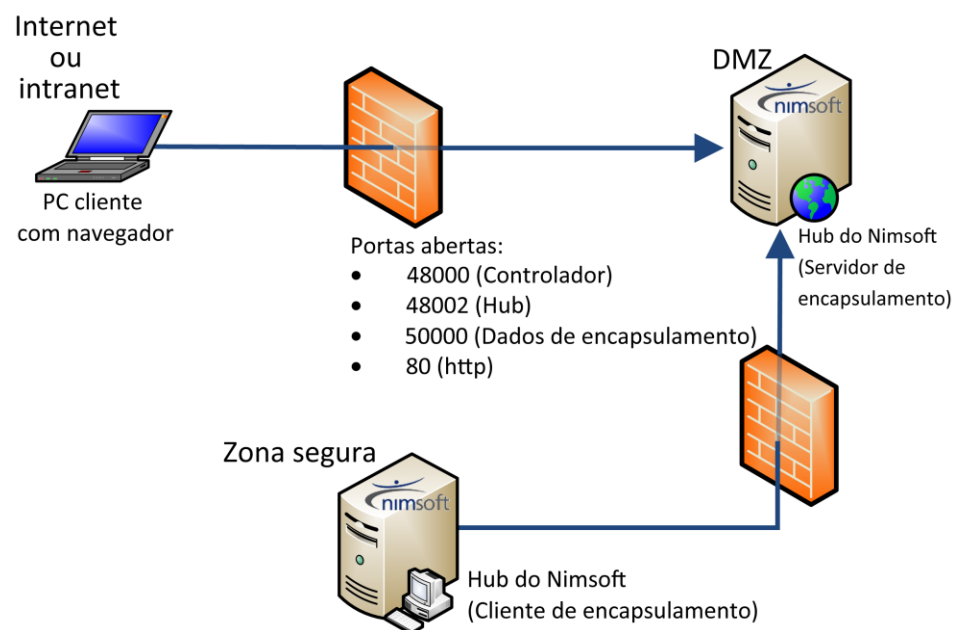 Internet
ou
intranet
PC cliente
com navegador
DMZ
nimsoft
Hub do Nimsoft
(Servidor de
encapsulamento)
Portas abertas:
• 48000 (Controlador)
• 48002 (Hub)
• 50000 (Dados de encapsulamento)
• 80 (http)
Zona segura
nimsoft
Hub do Nimsoft
(Cliente de encapsulamento)